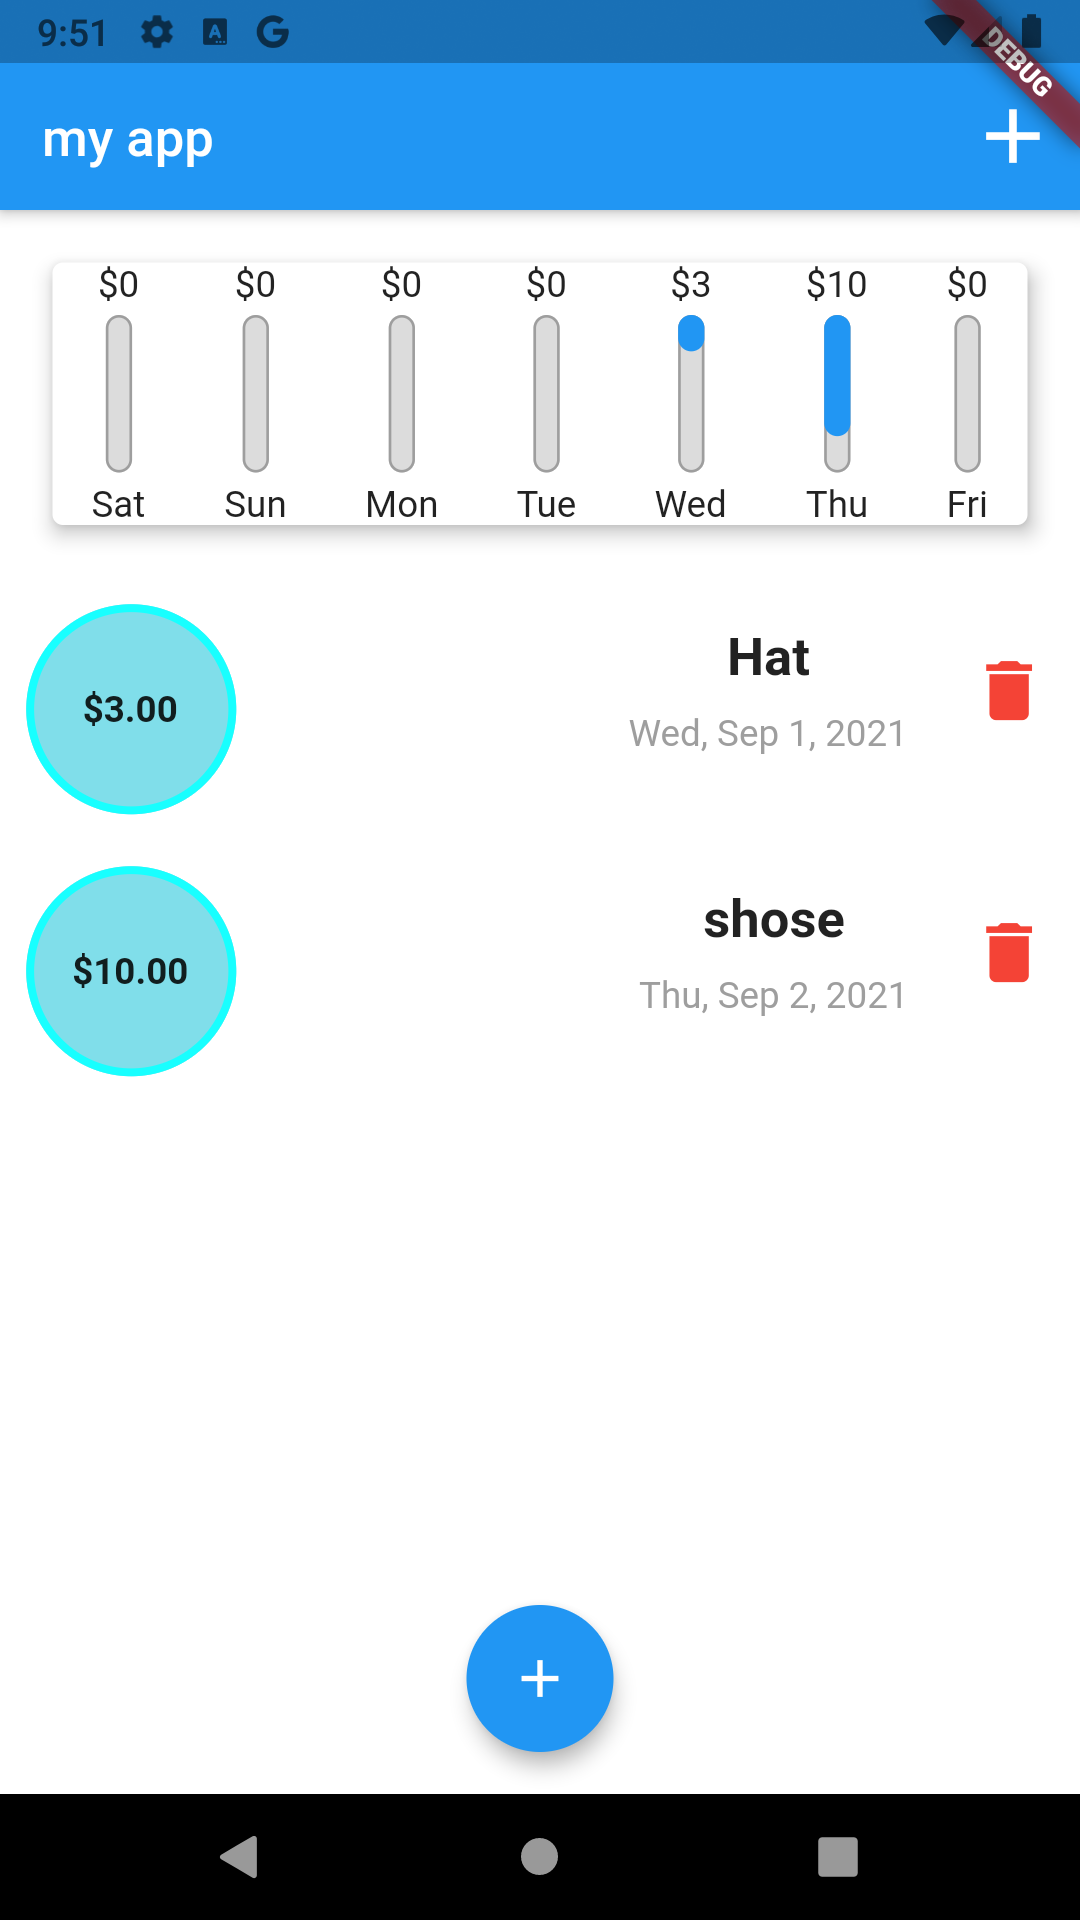 9:51
DEBUG
my app
$0 $0 $0 $0 $3 $10 $0
Sat Sun Mon Tue Wed Thu Fri
$3.00
Hat
Wed, Sep 1, 2021
$10.00
shose
Thu, Sep 2, 2021